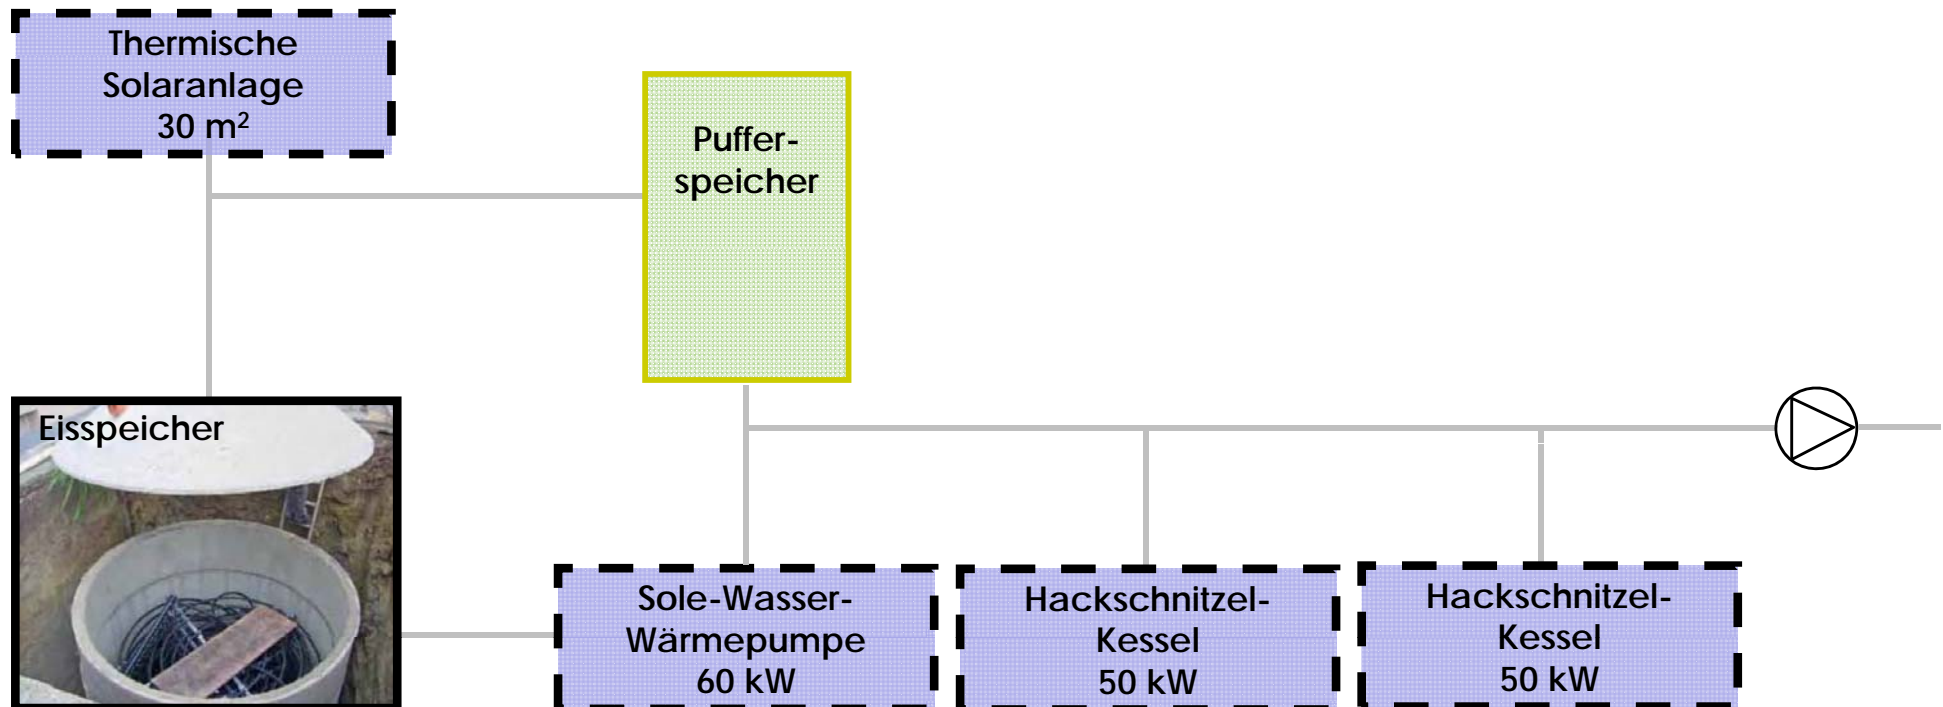 Thermische
Solaranlage
30 m²
Puffer-
speicher
Eisspeicher
Sole-Wasser-
Wärmepumpe
60 kW
Hackschnitzel-
Kessel
50 kW
Hackschnitzel-
Kessel
50 kW